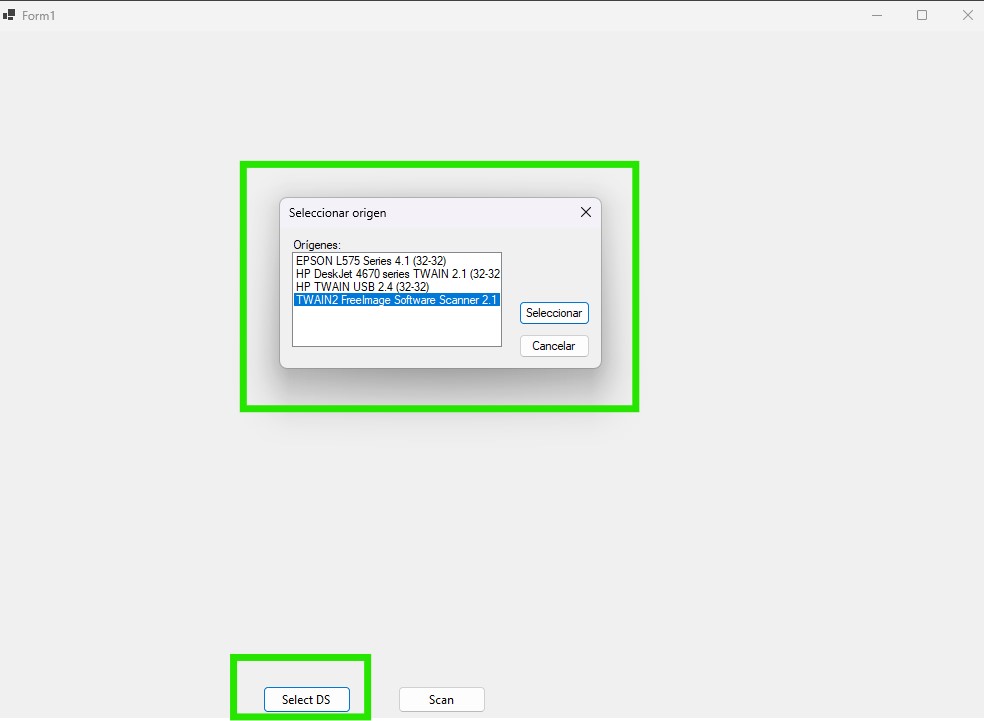 Form1
Seleccionar origen
Orígenes:
EPSON L575 Series 4.1 (32-32)
HP DeskJet 4670 series TWAIN 2.1 (32-32
HP TWAIN USB 2.4 (32-32)
TWAIN2 FreeImage Software Scanner 2.1
Seleccionar
Cancelar
Select DS
Scan